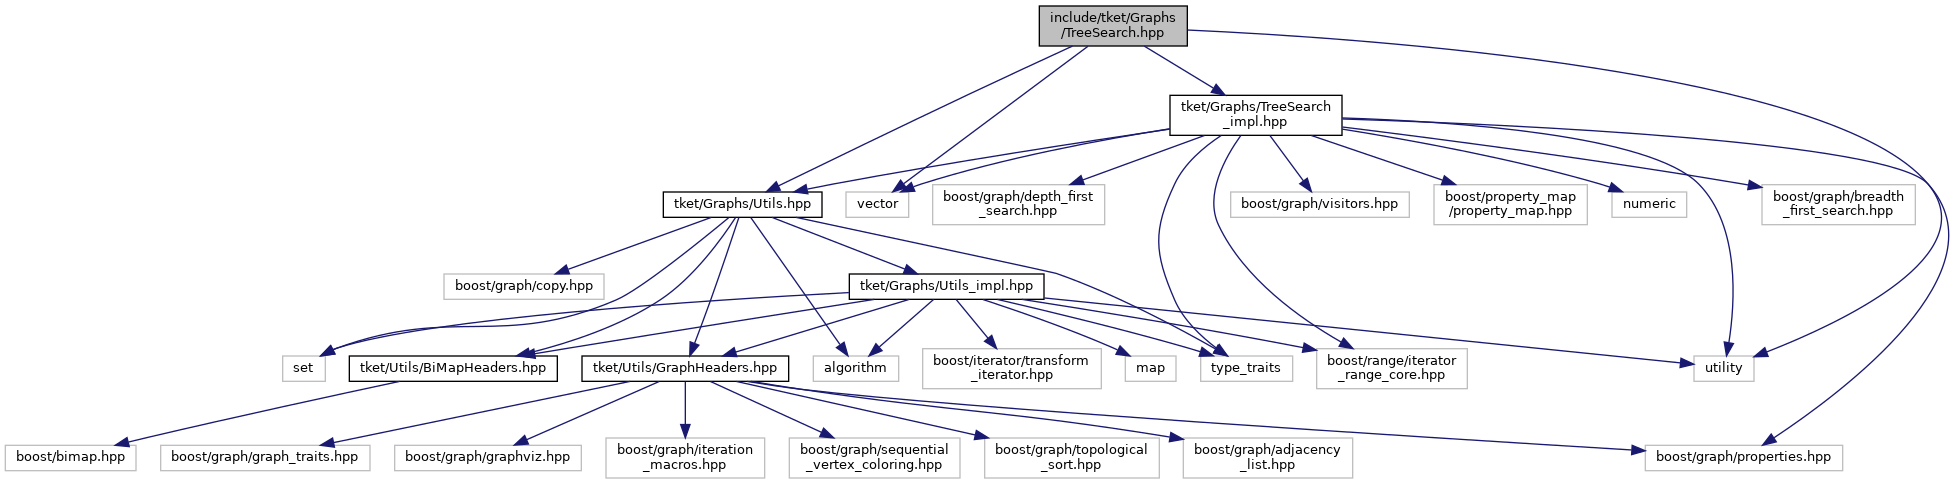 include/tket/Graphs
/TreeSearch.hpp
tket/Graphs/TreeSearch
_impl.hpp
tket/Graphs/Utils.hpp
vector
boost/graph/depth_first
_search.hpp
boost/graph/visitors.hpp
boost/property_map
/property_map.hpp
numeric
boost/graph/breadth
_first_search.hpp
boost/graph/copy.hpp
tket/Graphs/Utils_impl.hpp
set
tket/Utils/BiMapHeaders.hpp
tket/Utils/GraphHeaders.hpp
algorithm
boost/iterator/transform
_iterator.hpp
map
type_traits
boost/range/iterator
_range_core.hpp
utility
boost/bimap.hpp
boost/graph/graph_traits.hpp
boost/graph/graphviz.hpp
boost/graph/iteration
_macros.hpp
boost/graph/sequential
_vertex_coloring.hpp
boost/graph/topological
_sort.hpp
boost/graph/adjacency
_list.hpp
boost/graph/properties.hpp